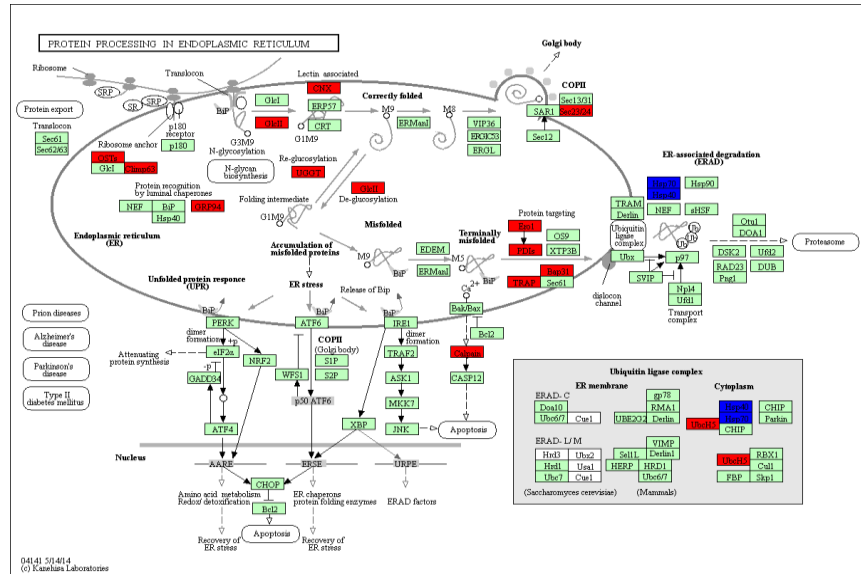 PROTEIN PROCESSING IN ENDOPLASMIC RETICULUM
Golgi body
Ribosome
SRP
SR
SRP
Translocon
Lectin associated
CNX
Correctly folded
COPII
Protein export
BiP
GlcI
ERP57
M9
M8
Sec13/31
SAR1
Sec23/24
Translocon
p180
receptor
GlcII
CRT
ERManI
VIP36
ERGIC53
ERGL
Sec12
Sec61
Sec62/63
Ribosome anchor
p180
G3M9
G1M9
N-glycosylation
OSTs
GlcI
Climp63
N-glycan
biosynthesis
Re-glucosylation
UGGT
ER-associated degradation
(ERAD)
Protein recognition
by luminal chaperones
GlcII
De-glucosylation
Hsp90
NEF
BiP
GRP94
Hsp40
Folding intermediate
G1M9
TRAM
Derlin
NEF
sHSF
Endoplasmic reticulum
(ER)
Misfolded
Protein targeting
OS9
XTP3B
Ubiquitin
ligase
complex
Ub
Ub
Otu1
DOA1
Proteasome
Accumulation of
misfolded proteins
Terminally
misfolded
M9
BiP
EDEM
ERManI
M5
BiP
Bap31
TRAP
Sec61
Ubx
p97
DSK2
Ufd2
RAD23
DUB
Png1
SVIP
Npl4
Ufd1
dislocon
channel
Transport
complex
Unfolded protein responce
(UPR)
ER stress
Release of Bip
Ca2+
Bak/Bax
Prion diseases
Alzheimer's
disease
Parkinson's
disease
Type II
diabetes mellitus
BiP
BiP
BiP
PERK
ATF6
IRE1
dimer
formation
+p
COPII
(Golgi body)
dimer
formation
Bcl2
Attenuating
protein synthesis
eIF2α
-p
GADD34
NRF2
WFS1
S1P
S2P
TRAF2
Calpain
ASK1
CASP12
p50 ATF6
MKK7
ATF4
XBP
JNK
Apoptosis
Nucleus
AARE
ERSE
URPE
CHOP
Amino acid metabolism
Redox/ detoxification
Bcl2
ER chaperons
protein folding enzymes
ERAD factors
Recovery of
ER stress
Apoptosis
Recovery of
ER stress
Ubiquitin ligase complex
ER membrane
Cytoplasm
ERAD- C
Doa10
Ubc6/7
Cue1
gp78
RMA1
UBE2G2
Derlin
UbcH5
CHIP
CHIP
Parkin
ERAD- L/M
Hrd3
Ubx2
Hrd1
Usa1
Ubc7
Cue1
VIMP
Sel1L
Derlin1
HERP
HRD1
Ubc6/7
UbcH5
RBX1
Cul1
FBP
Skp1
(Saccharomyces cerevisiae)
(Mammals)
04141 5/14/14
(c) Kanehisa Laboratories